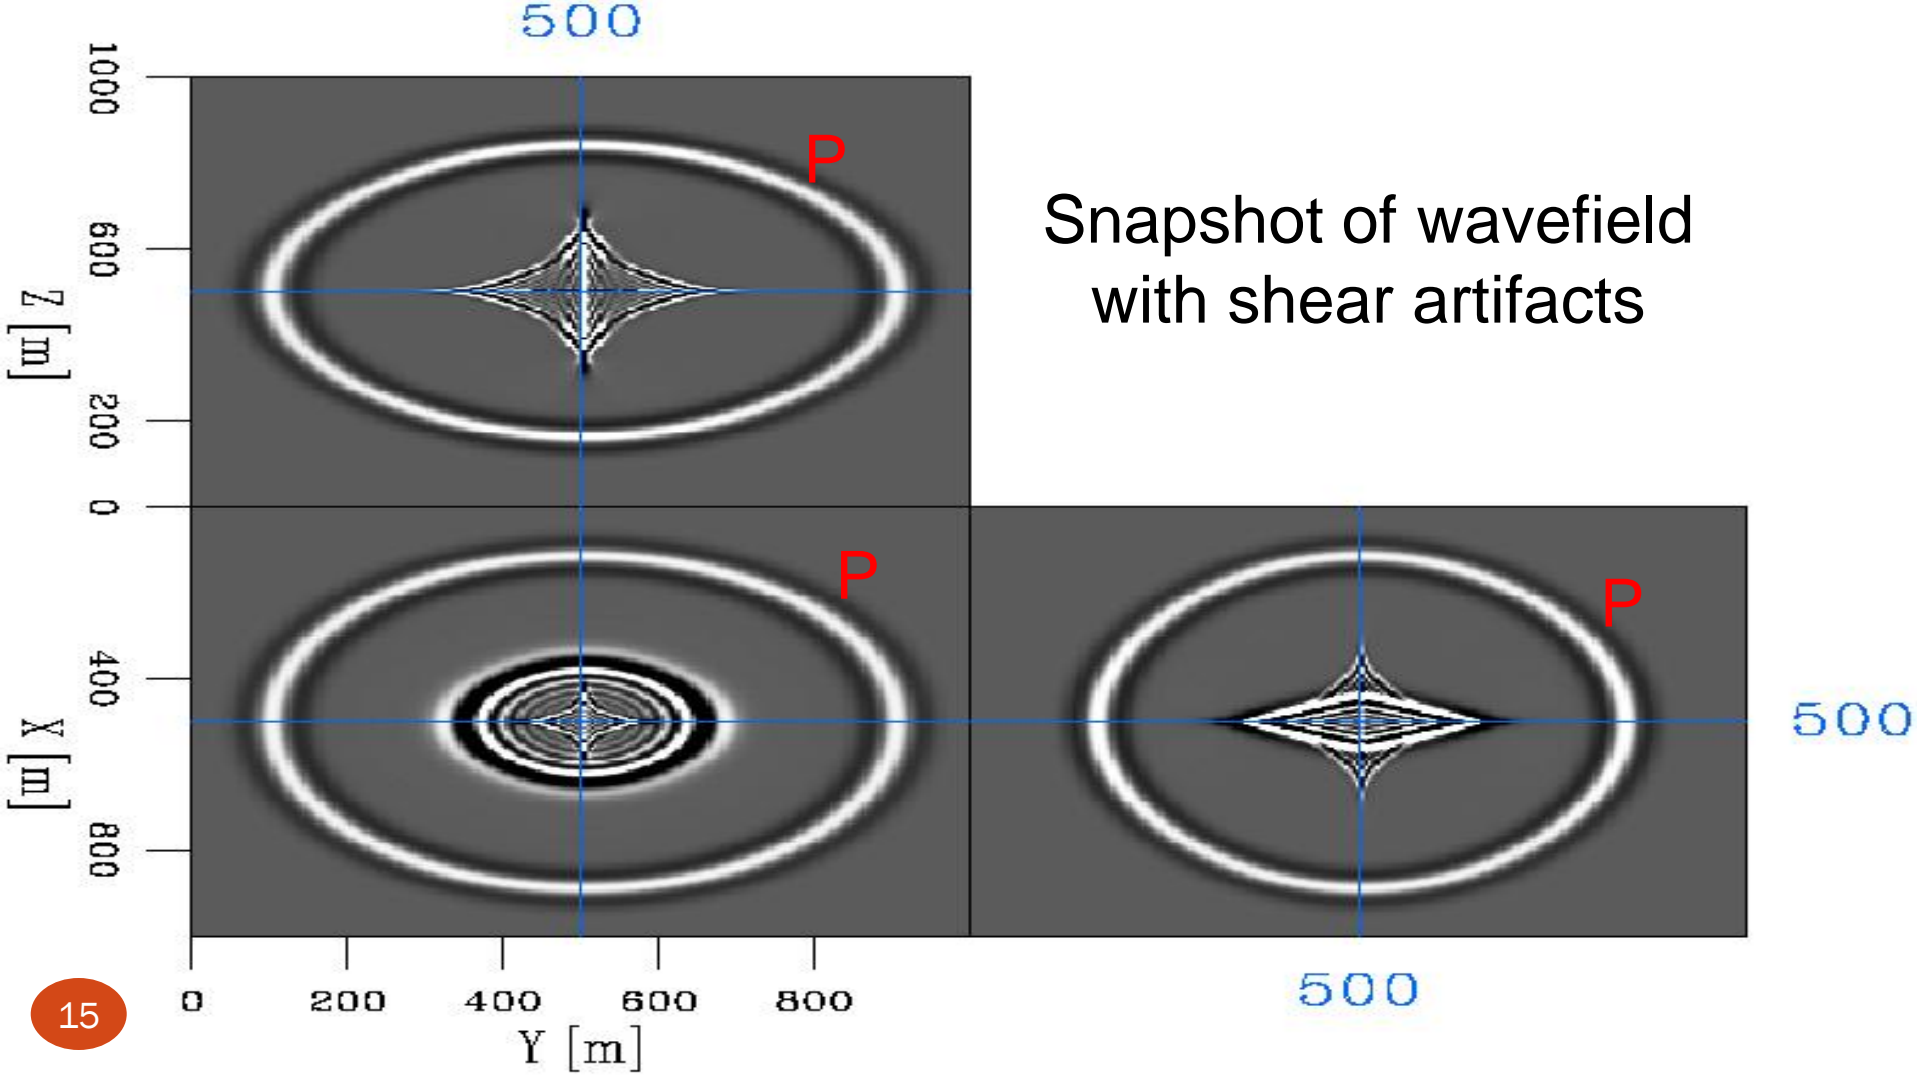 500
1000
600
200
0
Z [m]
P
Snapshot of wavefield
with shear artifacts
400
800
X [m]
P
P
500
0 200 400 600 800
Y [m]
500
15